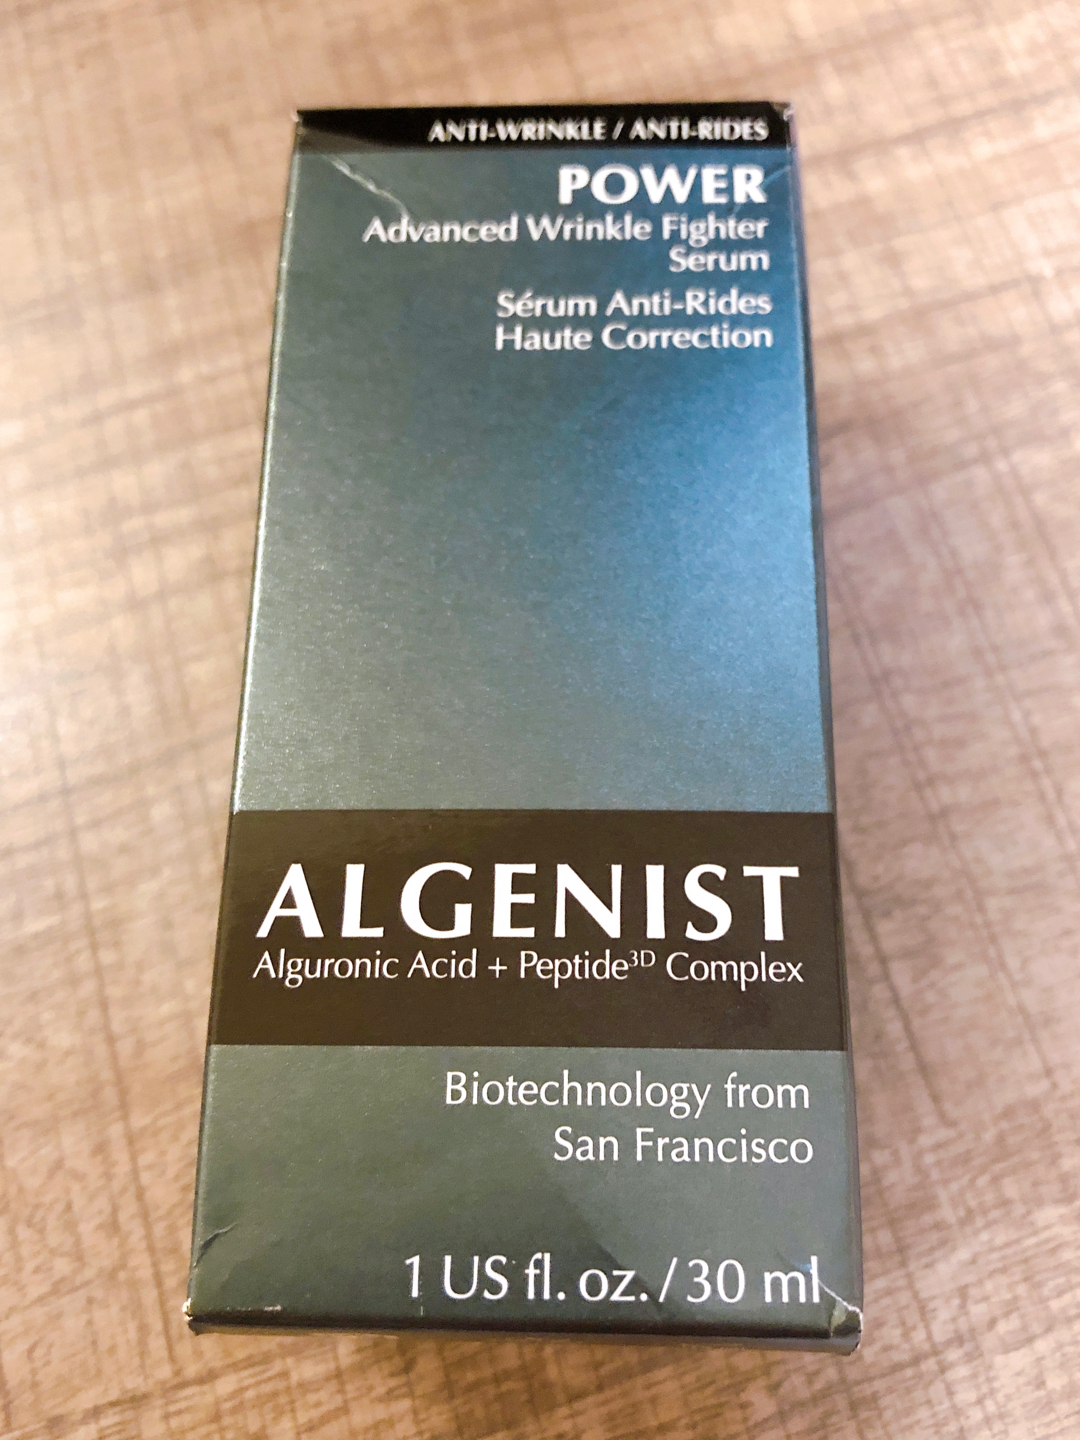 ANTI-WRINKLE / ANTI-RIDES
POWER
Advanced Wrinkle Fighter
Serum
Sérum Anti-Rides
Haute Correction
ALGENIST
Alguronic Acid + Peptide³ᴰ Complex
Biotechnology from
San Francisco
1 US fl. oz. / 30 ml